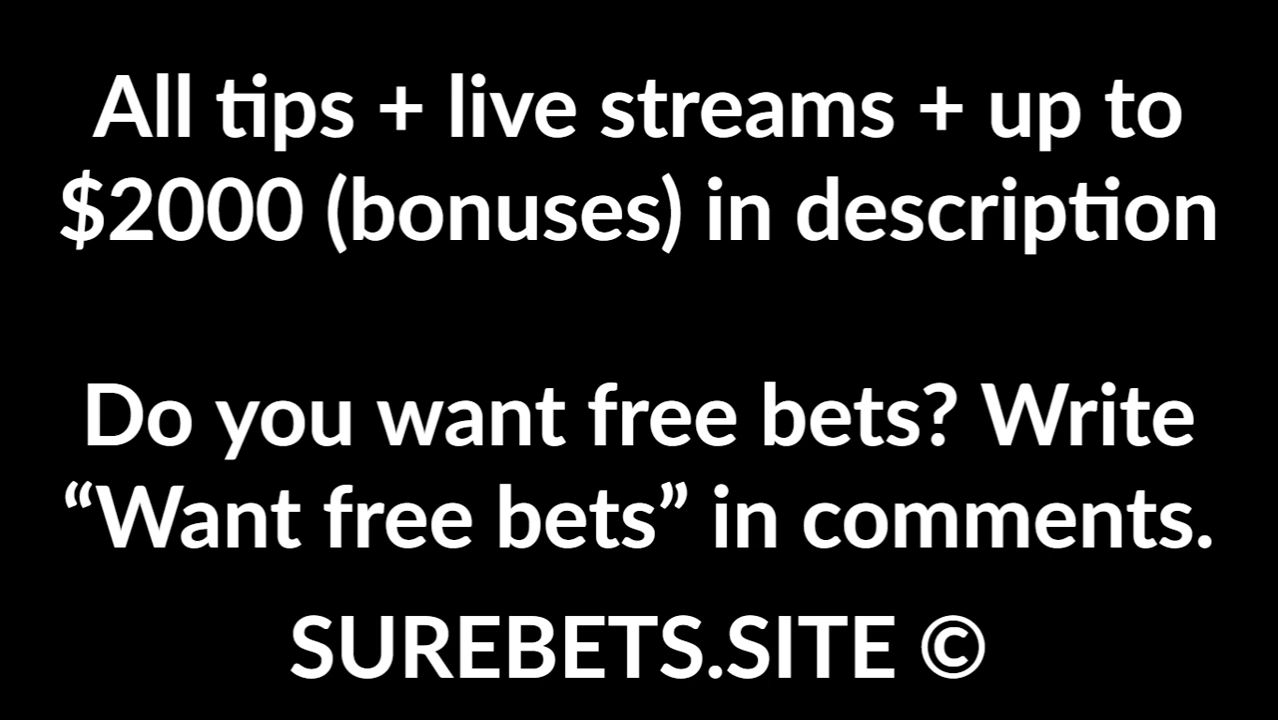 All tips + live streams + up to
$2000 (bonuses) in description
Do you want free bets? Write
“Want free bets” in comments.
SUREBETS.SITE ©